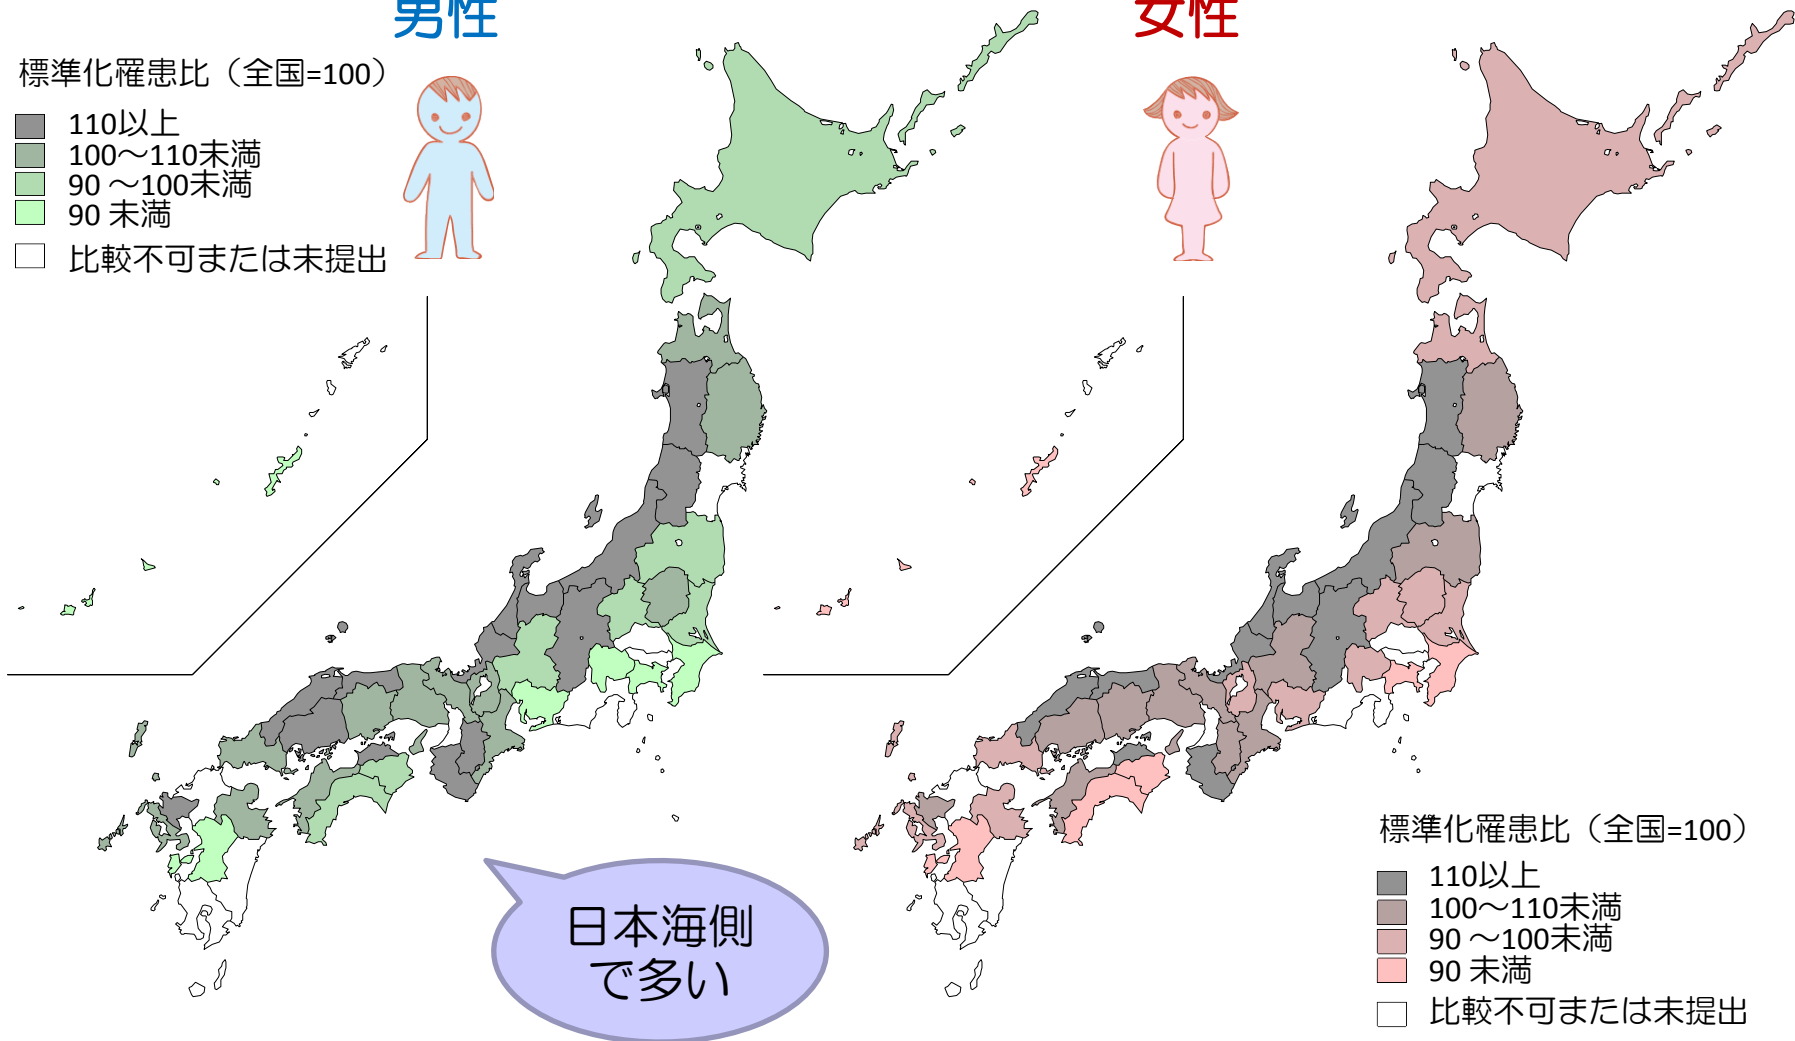 男性
女性
標準化罹患比（全国=100）
110以上
100～110未満
90 ～100未満
90 未満
比較不可または未提出
日本海側
で多い
標準化罹患比（全国=100）
110以上
100～110未満
90 ～100未満
90 未満
比較不可または未提出